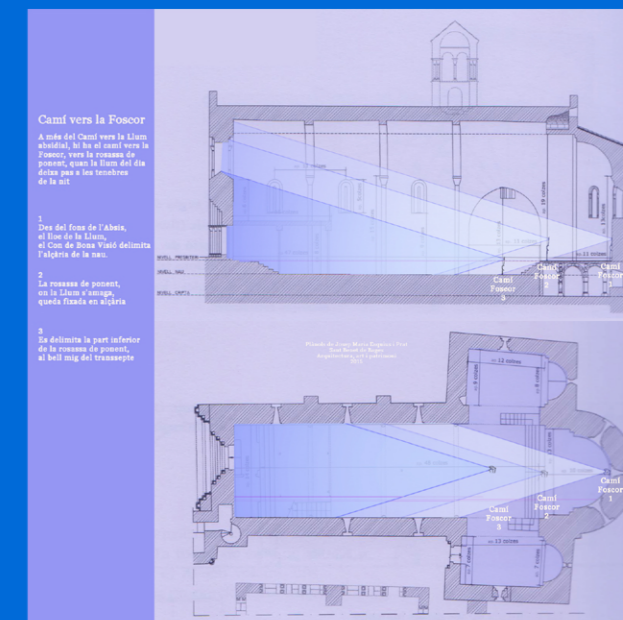 Camí vers la Foscor
A més del Camí vers la Llum
absidial, hi ha el camí vers la
Foscor, vers la rosassa de
ponent, quan la llum del dia
deixa pas a les tenebres
de la nit
1
Des del fons de l'Absis,
el lloc de la Llum,
el Con de Bona Visió delimita
l'alçària de la nau.
2
La rosassa de ponent,
on la Llum s'amaga,
queda fixada en alçària
3
Es delimita la part inferior
de la rosassa de ponent,
al bell mig del transsepte
Camí
Foscor
3
Camí
Foscor
2
Camí
Foscor
1
Camí
Foscor
3
Camí
Foscor
2
Camí
Foscor
1